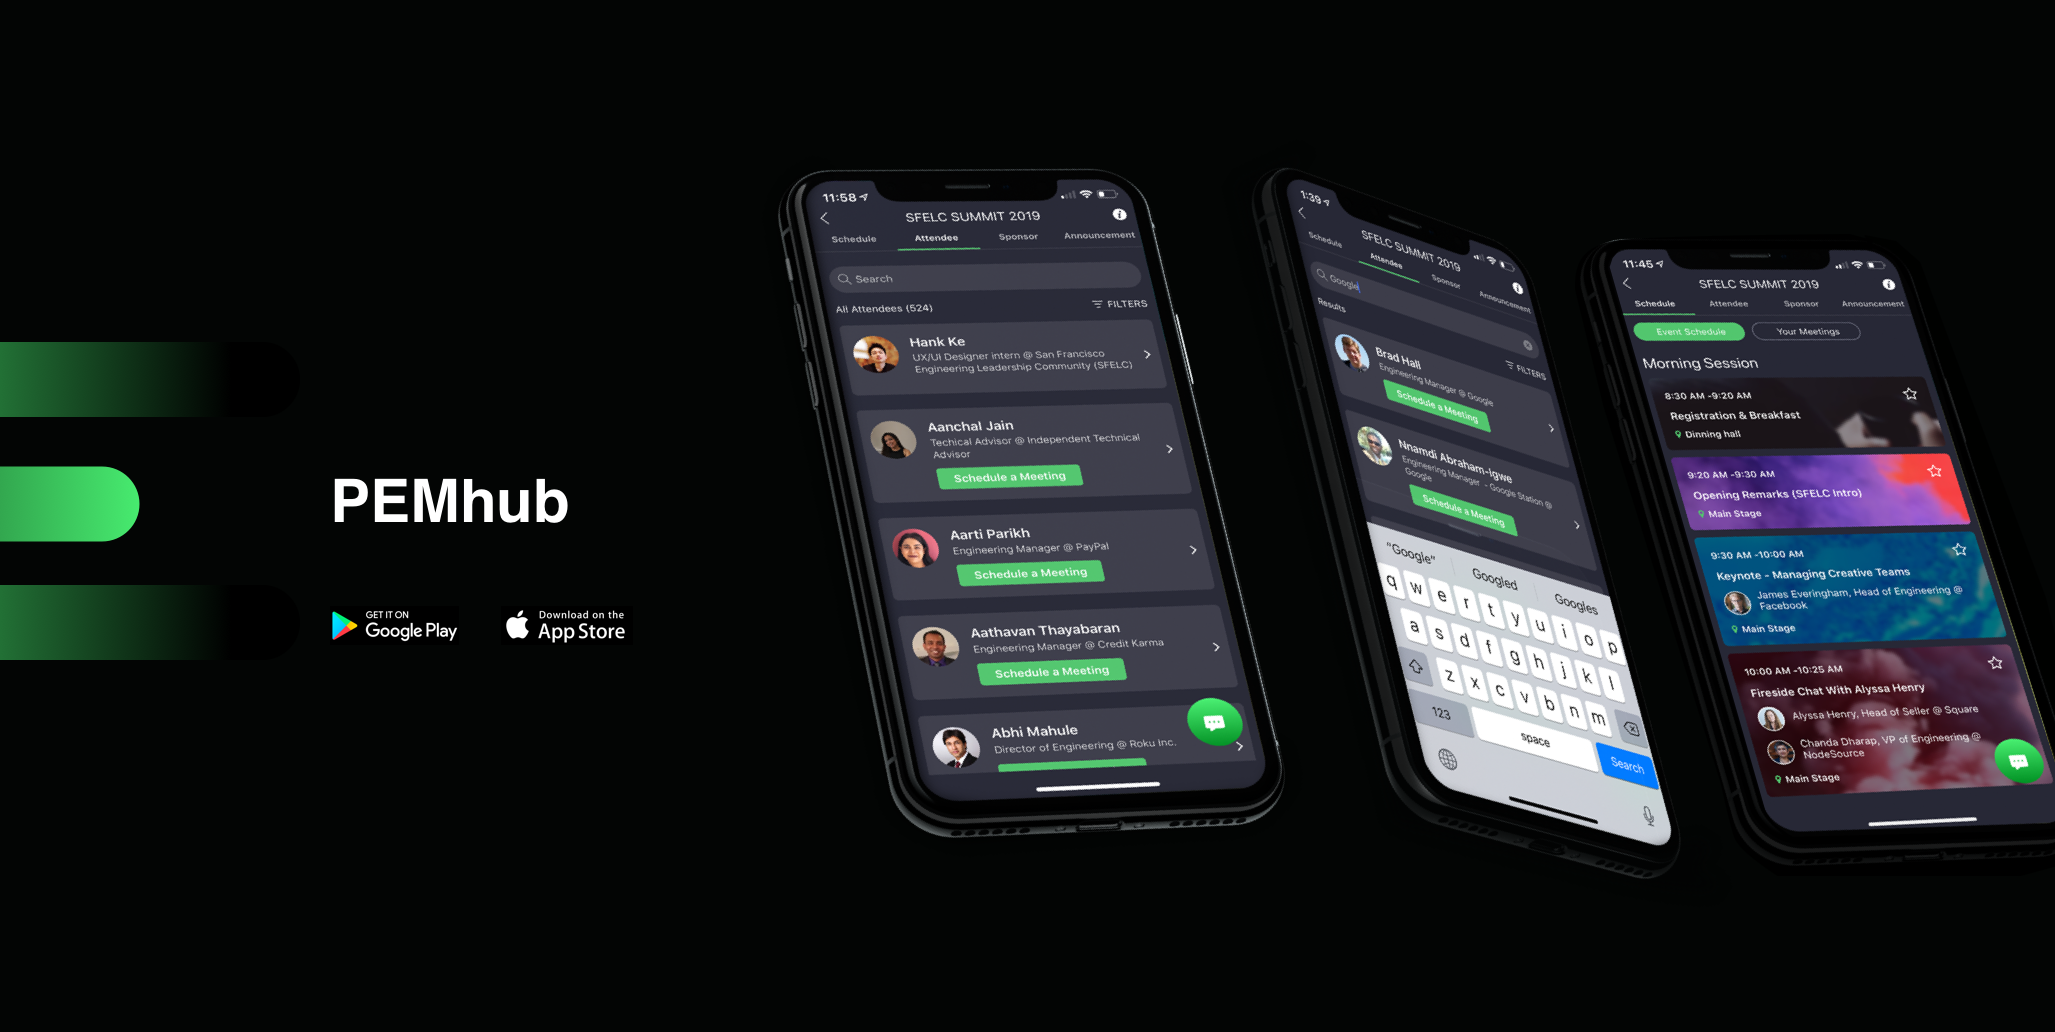 PEMhub
GET IT ON
Google Play
Download on the
App Store
11:58
SFELC SUMMIT 2019
Schedule Attendee Sponsor Announcement
Search
All Attendees (524) FILTERS
Hank Ke
UX/UI Designer intern @ San Francisco
Engineering Leadership Community (SFELC)
Aanchal Jain
Techical Advisor @ Independent Technical
Advisor
Schedule a Meeting
Aarti Parikh
Engineering Manager @ PayPal
Schedule a Meeting
Aathavan Thayabaran
Engineering Manager @ Credit Karma
Schedule a Meeting
Abhi Mahule
Director of Engineering @ Roku Inc.
1:39
SFELC SUMMIT 2019
Schedule Attendee Sponsor Announcement
Google
Results
FILTERS
Brad Hall
Engineering Manager @ Google
Schedule a Meeting
Nnamdi Abraham-Igwe
Engineering Manager - Google Station @
Google
Schedule a Meeting
"Google" Googled Googles
q w e r t y u i o p
a s d f g h j k l
z x c v b n m
123 space Search
11:45
SFELC SUMMIT 2019
Schedule Attendee Sponsor Announcement
Event Schedule Your Meetings
Morning Session
8:30 AM -9:20 AM
Registration & Breakfast
Dinning hall
9:20 AM -9:30 AM
Opening Remarks (SFELC Intro)
Main Stage
9:30 AM -10:00 AM
Keynote - Managing Creative Teams
James Everingham, Head of Engineering @
Facebook
Main Stage
10:00 AM -10:25 AM
Fireside Chat With Alyssa Henry
Alyssa Henry, Head of Seller @ Square
Chanda Dharap, VP of Engineering @
NodeSource
Main Stage